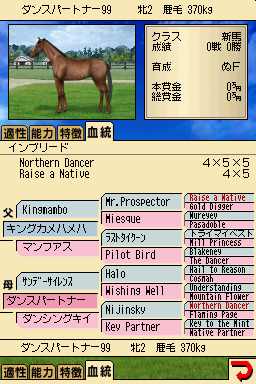 ダンスパートナー99 牝2 鹿毛 370kg
クラス 新馬
成績 0戦 0勝
育成 めF
本賞金 0万円
総賞金 0万円
適性 能力 特徴 血統
インブリード
Northern Dancer 4×5×5
Raise a Native 4×5
父
Kingmambo
キングカメハメハ
マンファス
母
サンデーサイレンス
ダンスパートナー
ダンシングキイ
Mr.Prospector
Miesque
ラストタイクーン
Pilot Bird
Halo
Wishing Well
Nijinsky
Key Partner
Raise a Native
Gold Digger
Nureyev
Pasadoble
トライマイベスト
Mill Princess
Blakeney
The Dancer
Hail to Reason
Cosmah
Understanding
Mountain Flower
Northern Dancer
Flaming Page
Key to the Mint
Native Partner
ダンスパートナー99 牝2 鹿毛 370kg
適性 能力 特徴 血統